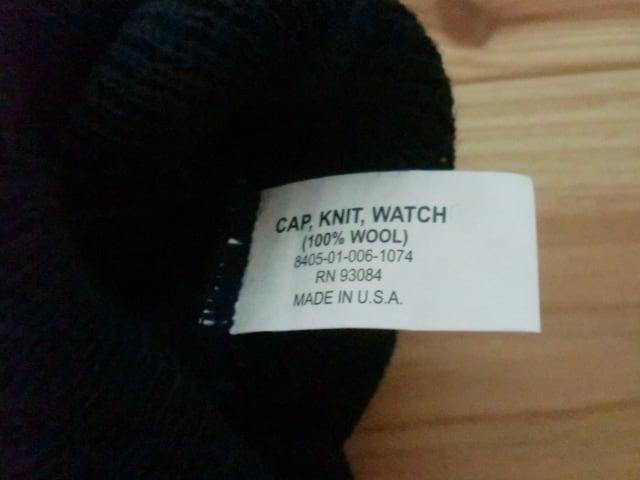 CAP, KNIT, WATCH
(100% WOOL)
8405-01-006-1074
RN 93084
MADE IN U.S.A.